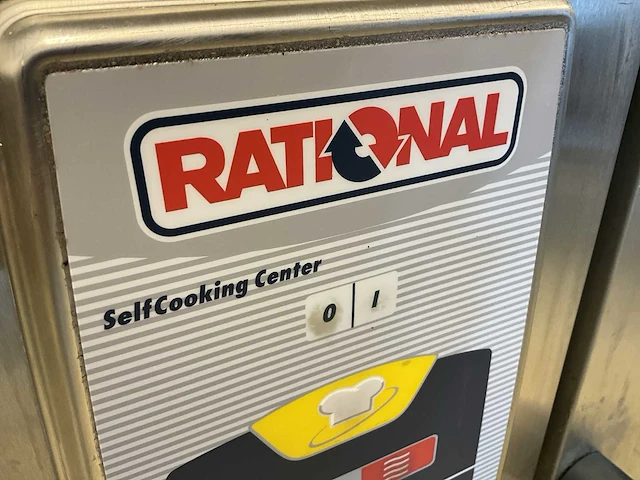 RATIONAL
SelfCooking Center
0 I